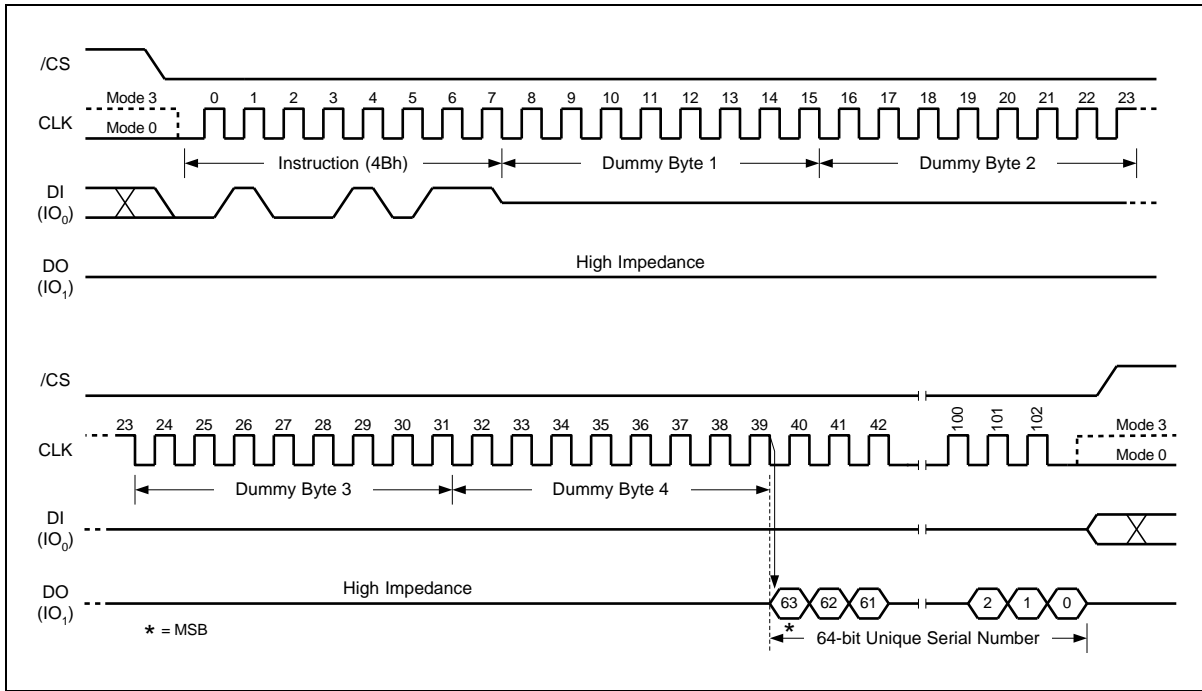 /CS
Mode 3 0 1 2 3 4 5 6 7 8 9 10 11 12 13 14 15 16 17 18 19 20 21 22 23
CLK
Mode 0
Instruction (4Bh) Dummy Byte 1 Dummy Byte 2
DI
(IO0)
High Impedance
DO
(IO1)
/CS
23 24 25 26 27 28 29 30 31 32 33 34 35 36 37 38 39 40 41 42 100 101 102 Mode 3
CLK
Mode 0
Dummy Byte 3 Dummy Byte 4
DI
(IO0)
High Impedance
DO
(IO1)
63 62 61 2 1 0
* = MSB * 64-bit Unique Serial Number